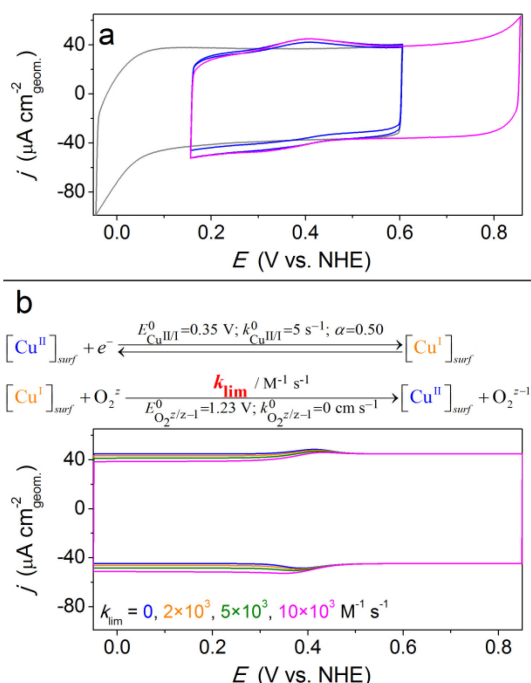 a
40
0
-40
-80
j (μA cm⁻²geom.)
0.0 0.2 0.4 0.6 0.8
E (V vs. NHE)
b
[Cuᴵᴵ]surf + e⁻ E⁰CuII/I=0.35 V; k⁰CuII/I=5 s⁻¹; α=0.50 [Cuᴵ]surf
[Cuᴵ]surf + O₂ᶻ klim / M⁻¹ s⁻¹ E⁰O₂z/z−1=1.23 V; k⁰O₂z/z−1=0 cm s⁻¹ [Cuᴵᴵ]surf + O₂ᶻ⁻¹
40
0
-40
-80
j (μA cm⁻²geom.)
klim = 0, 2×10³, 5×10³, 10×10³ M⁻¹ s⁻¹
0.0 0.2 0.4 0.6 0.8
E (V vs. NHE)